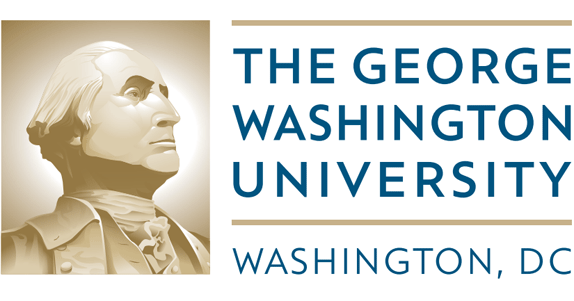 THE GEORGE
WASHINGTON
UNIVERSITY
WASHINGTON, DC